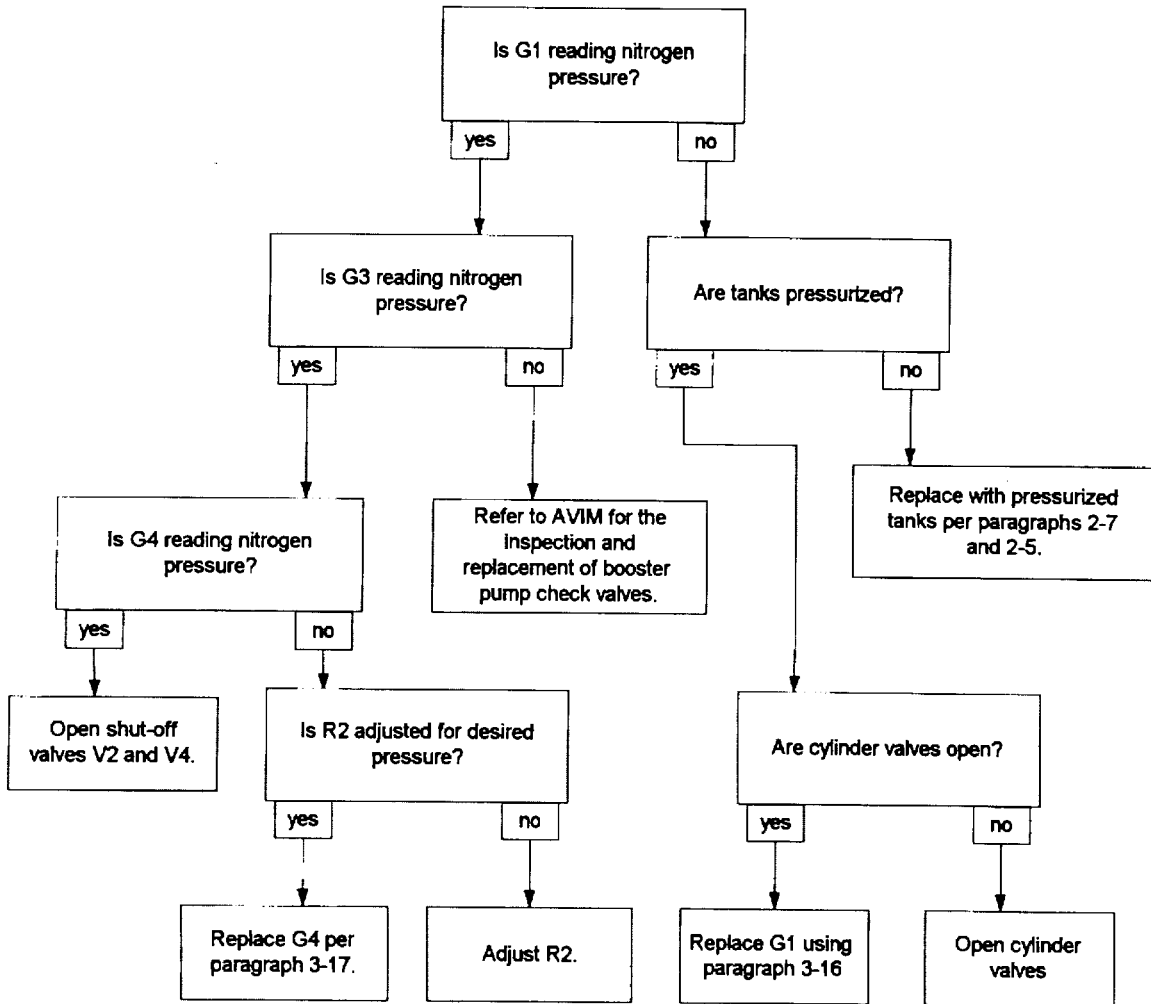 Is G1 reading nitrogen
pressure?
yes
no
Is G3 reading nitrogen
pressure?
Are tanks pressurized?
yes
no
yes
no
Is G4 reading nitrogen
pressure?
Refer to AVIM for the
inspection and
replacement of booster
pump check valves.
Replace with pressurized
tanks per paragraphs 2-7
and 2-5.
yes
no
Open shut-off
valves V2 and V4.
Is R2 adjusted for desired
pressure?
Are cylinder valves open?
yes
no
yes
no
Replace G4 per
paragraph 3-17.
Adjust R2.
Replace G1 using
paragraph 3-16
Open cylinder
valves